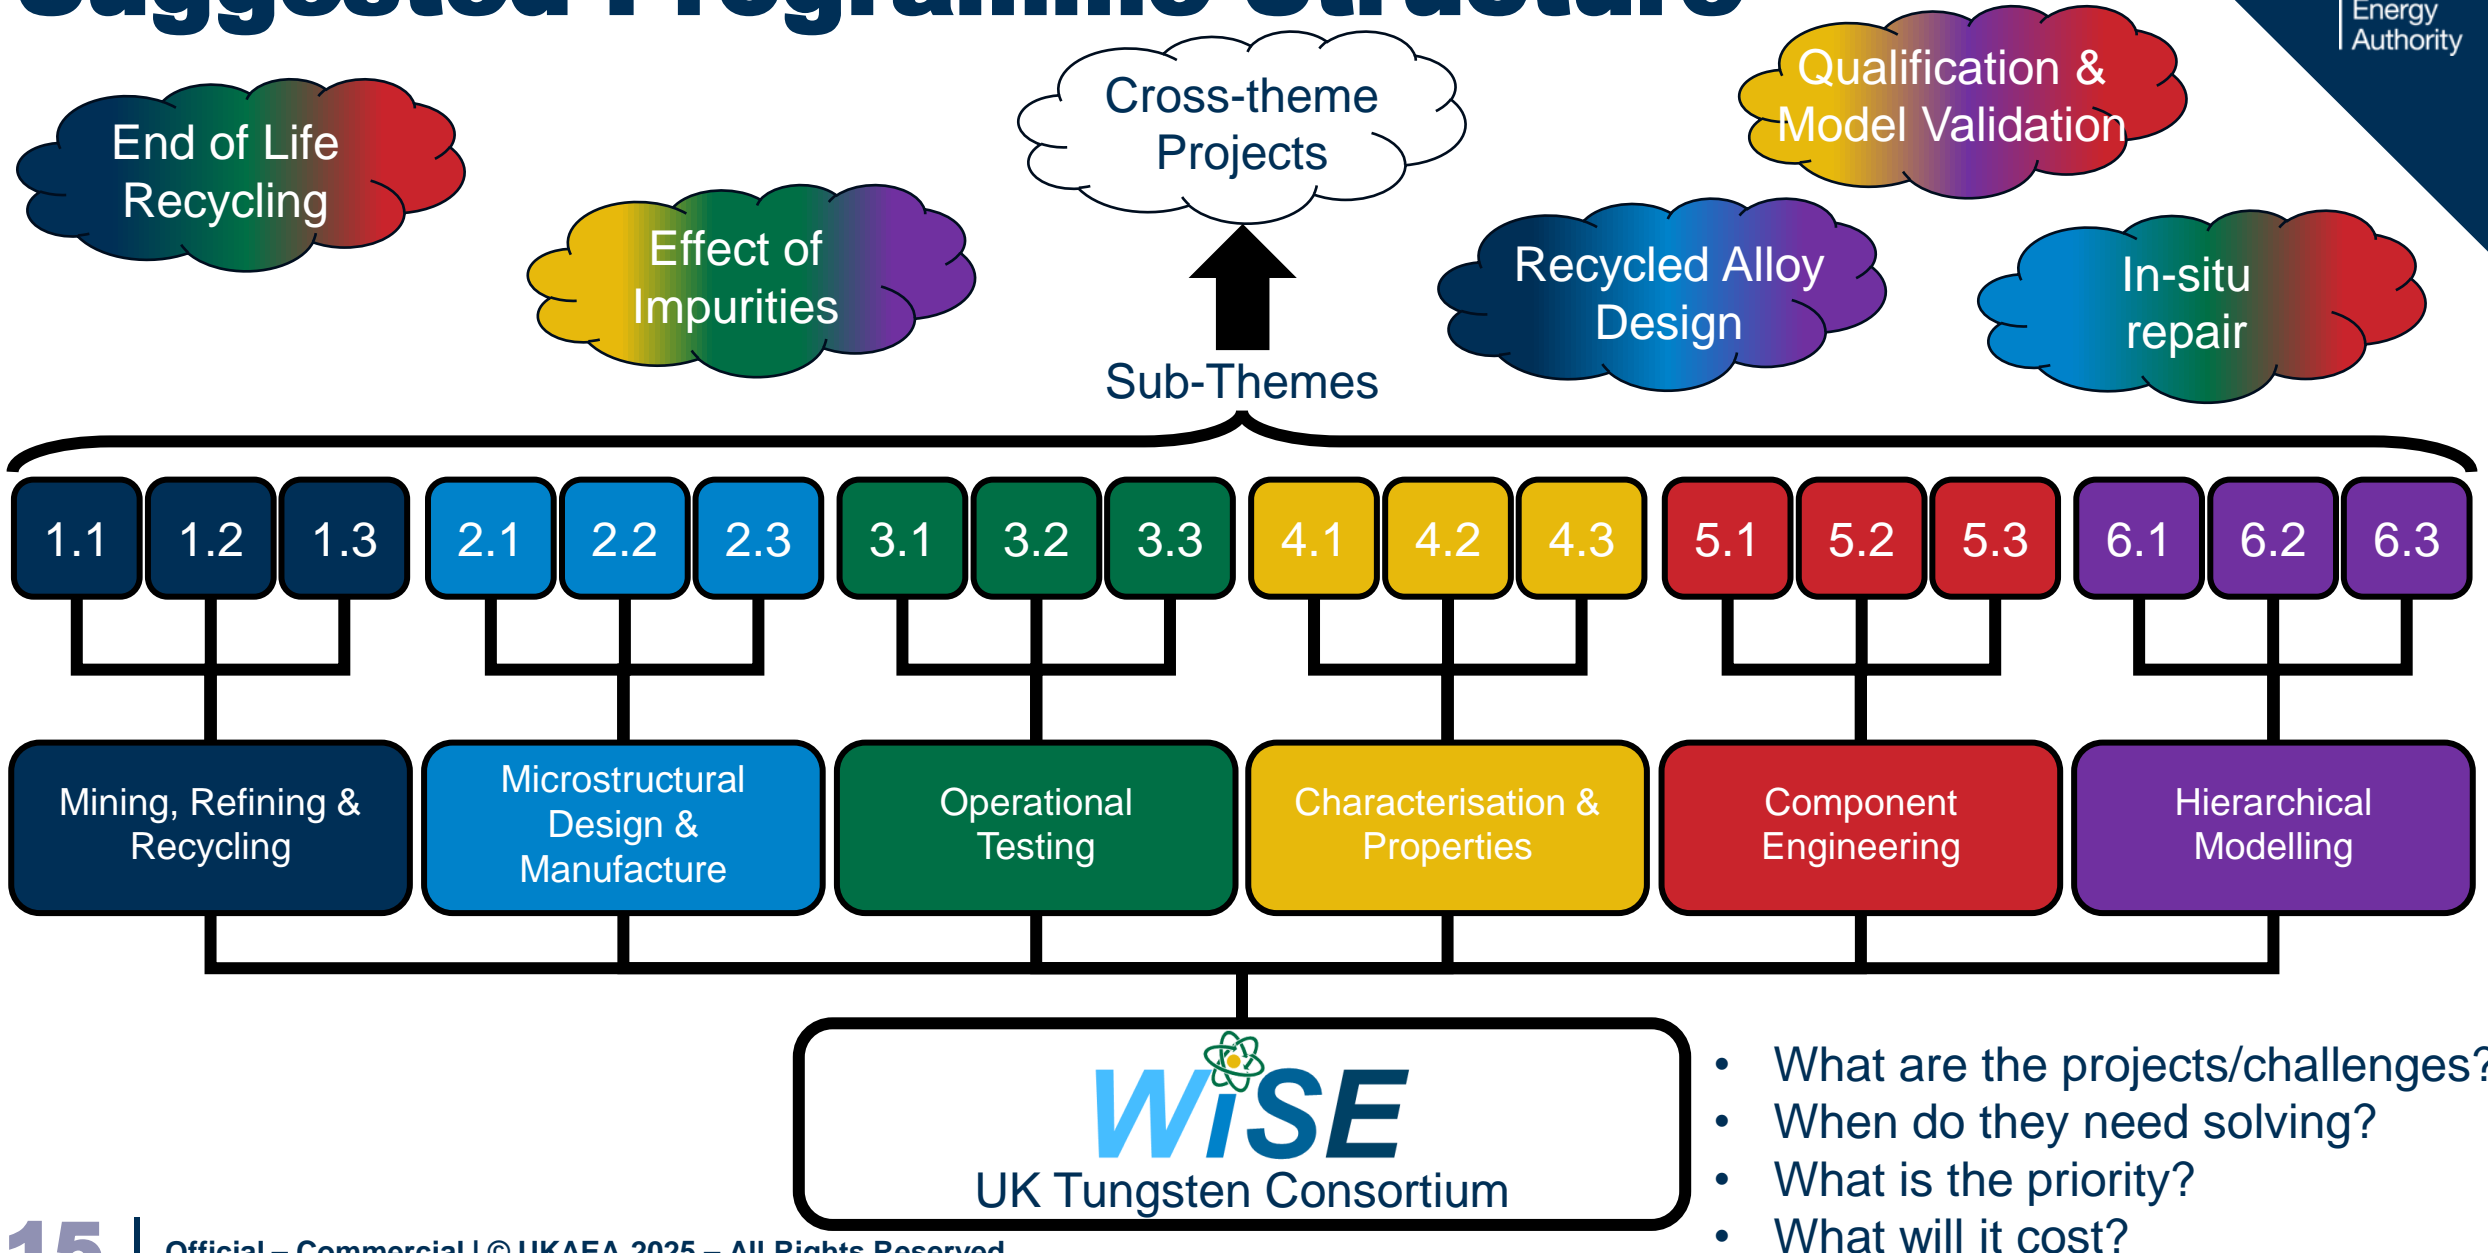 Suggested Programme Structure
Energy
Authority
End of Life
Recycling
Effect of
Impurities
Cross-theme
Projects
Qualification &
Model Validation
Recycled Alloy
Design
In-situ
repair
Sub-Themes
1.1 1.2 1.3 2.1 2.2 2.3 3.1 3.2 3.3 4.1 4.2 4.3 5.1 5.2 5.3 6.1 6.2 6.3
Mining, Refining &
Recycling
Microstructural
Design &
Manufacture
Operational
Testing
Characterisation &
Properties
Component
Engineering
Hierarchical
Modelling
WiSE
UK Tungsten Consortium
• What are the projects/challenges?
• When do they need solving?
• What is the priority?
• What will it cost?
15
Official – Commercial | © UKAEA 2025 – All Rights Reserved